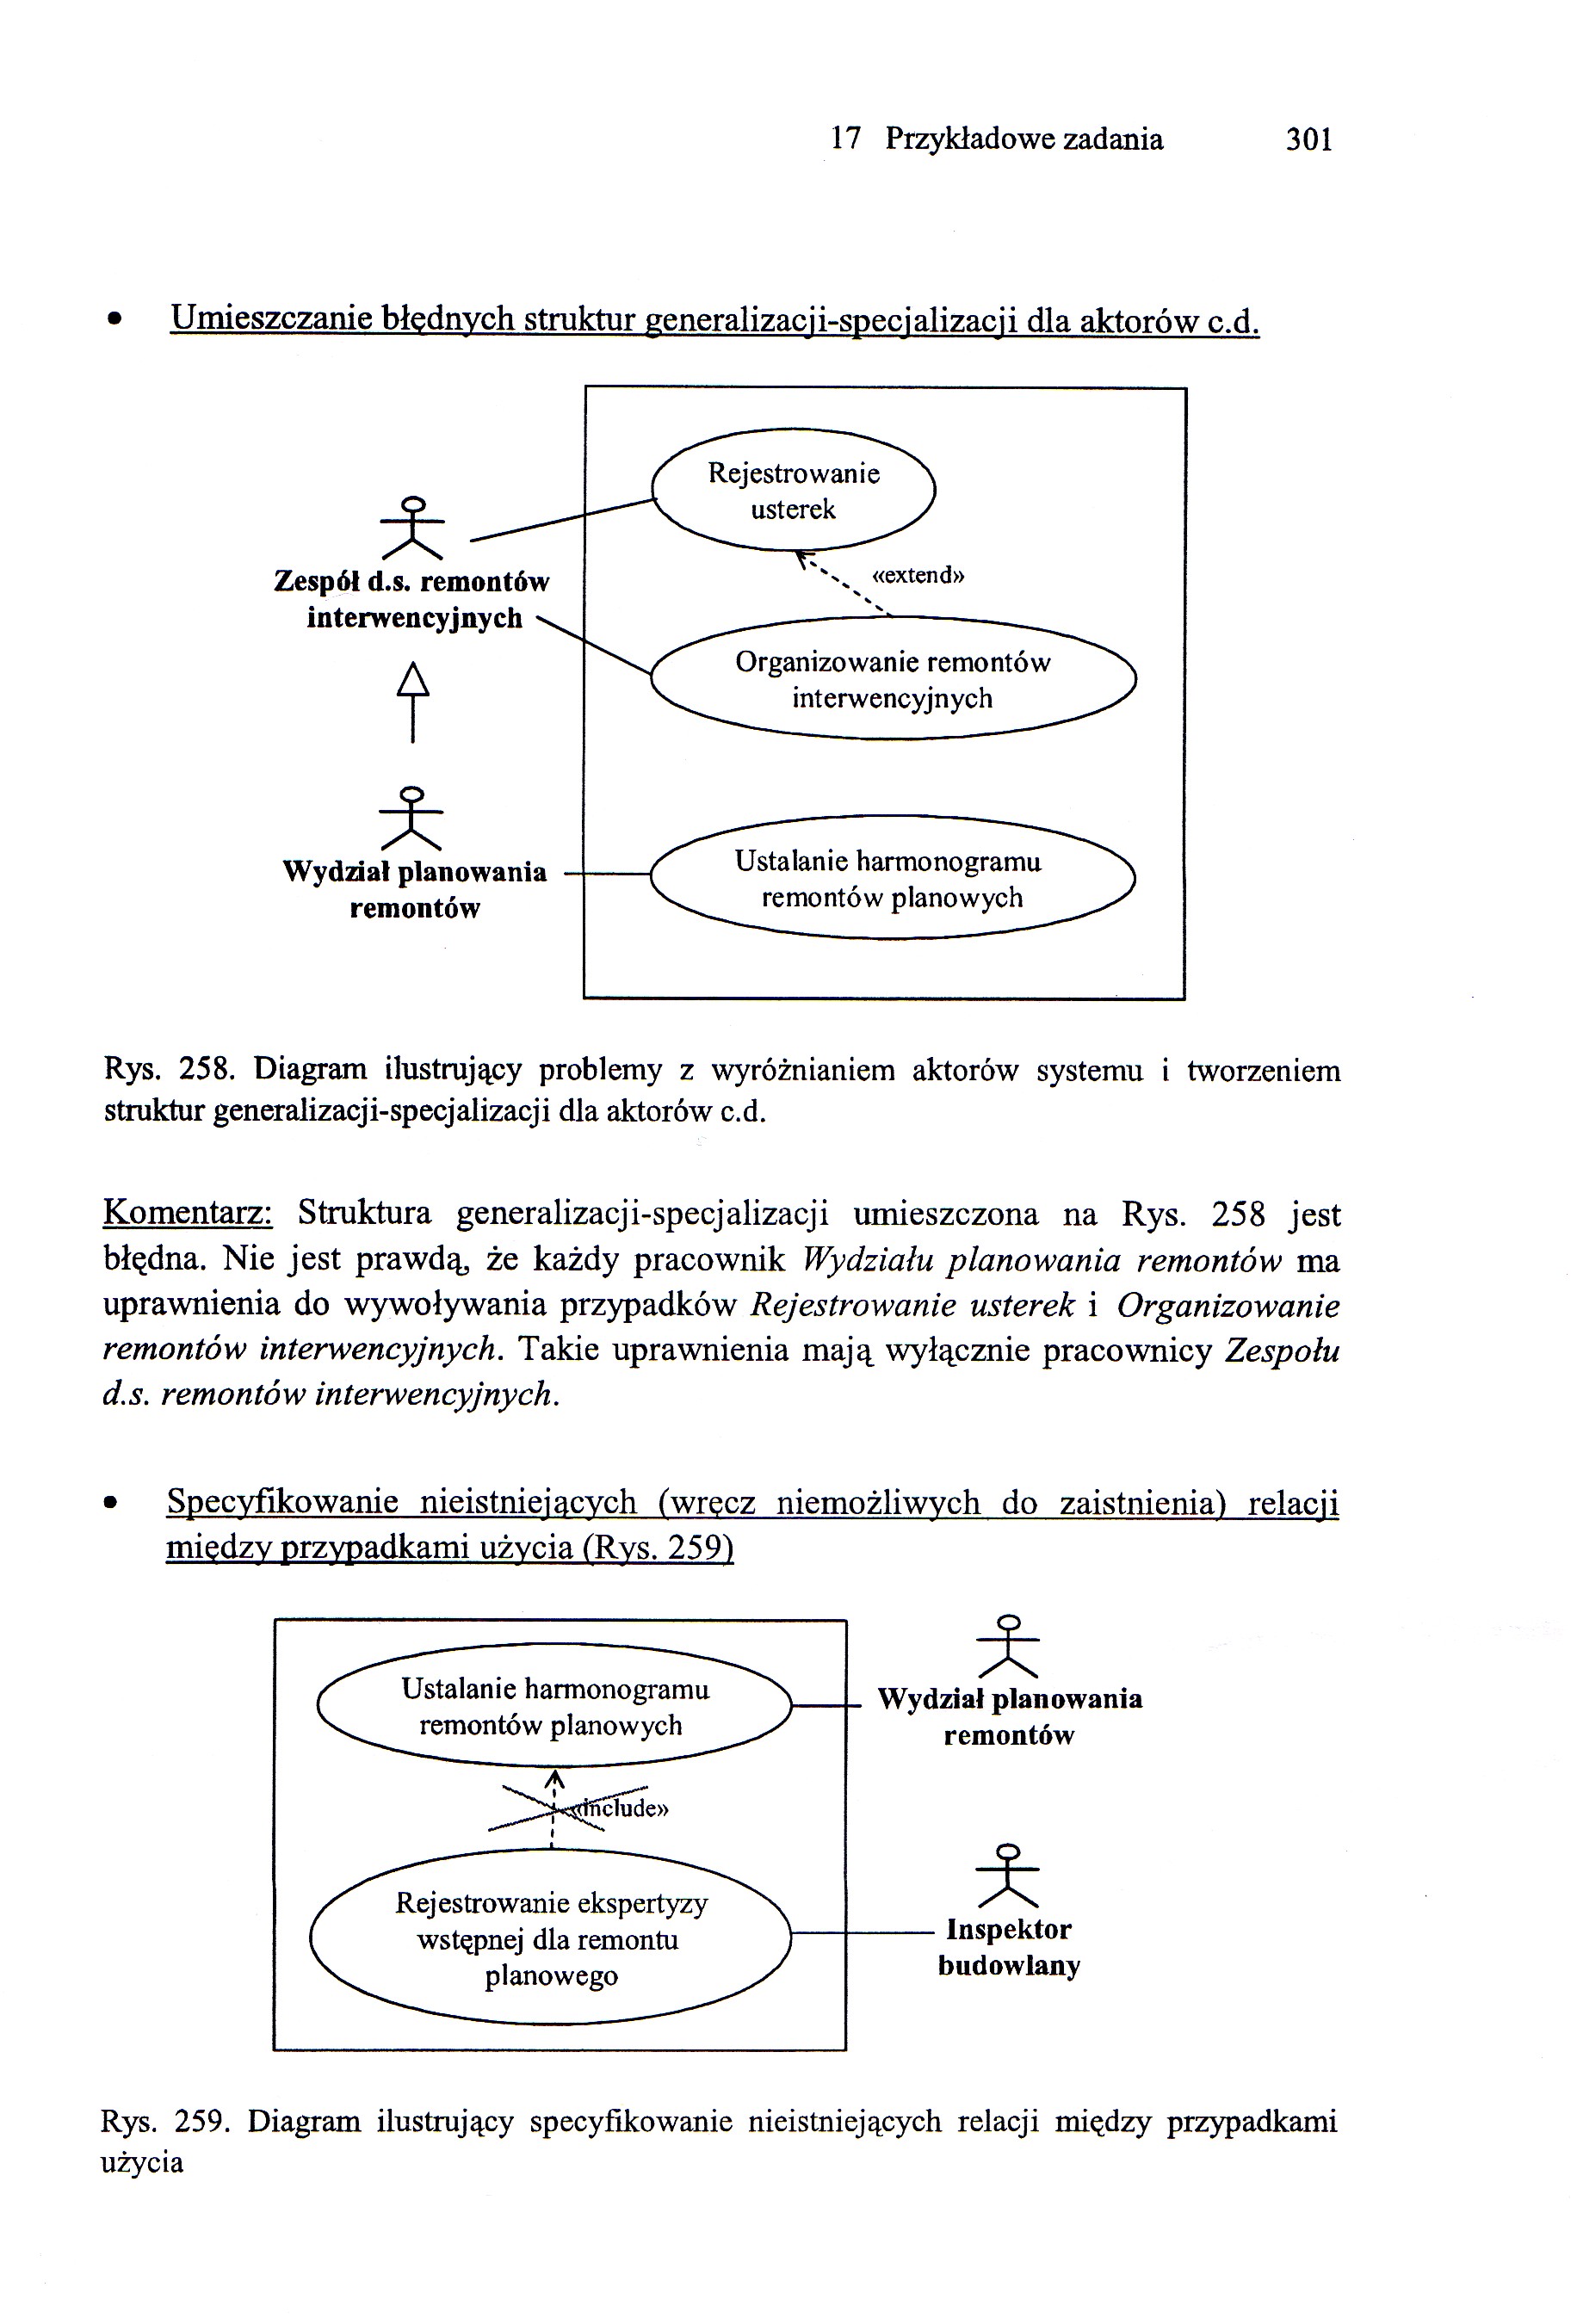 17 Przykładowe zadania 301
• Umieszczanie błędnych struktur generalizacji-specjalizacji dla aktorów c.d.
Rejestrowanie
usterek
«extend»
Zespół d.s. remontów
interwencyjnych
Organizowanie remontów
interwencyjnych
Ustalanie harmonogramu
remontów planowych
Wydział planowania
remontów
Rys. 258. Diagram ilustrujący problemy z wyróżnianiem aktorów systemu i tworzeniem
struktur generalizacji-specjalizacji dla aktorów c.d.
Komentarz: Struktura generalizacji-specjalizacji umieszczona na Rys. 258 jest
błędna. Nie jest prawdą, że każdy pracownik Wydziału planowania remontów ma
uprawnienia do wywoływania przypadków Rejestrowanie usterek i Organizowanie
remontów interwencyjnych. Takie uprawnienia mają wyłącznie pracownicy Zespołu
d.s. remontów interwencyjnych.
• Specyfikowanie nieistniejących (wręcz niemożliwych do zaistnienia) relacji
między przypadkami użycia (Rys. 259)
Ustalanie harmonogramu
remontów planowych
Wydział planowania
remontów
«include»
Rejestrowanie ekspertyzy
wstępnej dla remontu
planowego
Inspektor
budowlany
Rys. 259. Diagram ilustrujący specyfikowanie nieistniejących relacji między przypadkami
użycia